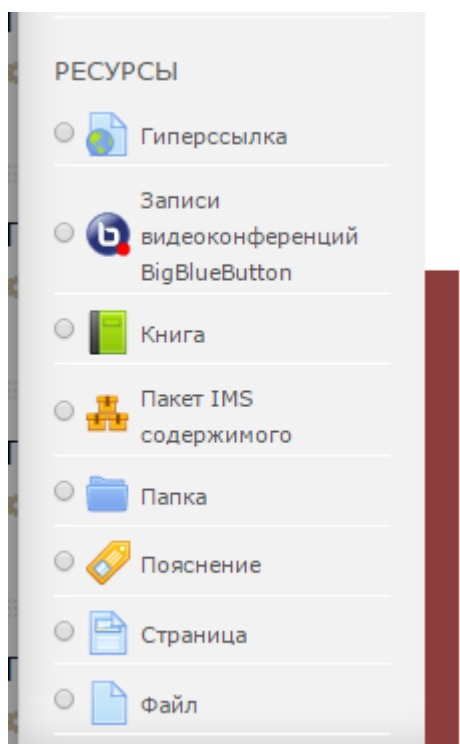 РЕСУРСЫ
Гиперссылка
Записи
видеоконференций
BigBlueButton
Книга
Пакет IMS
содержимого
Папка
Пояснение
Страница
Файл